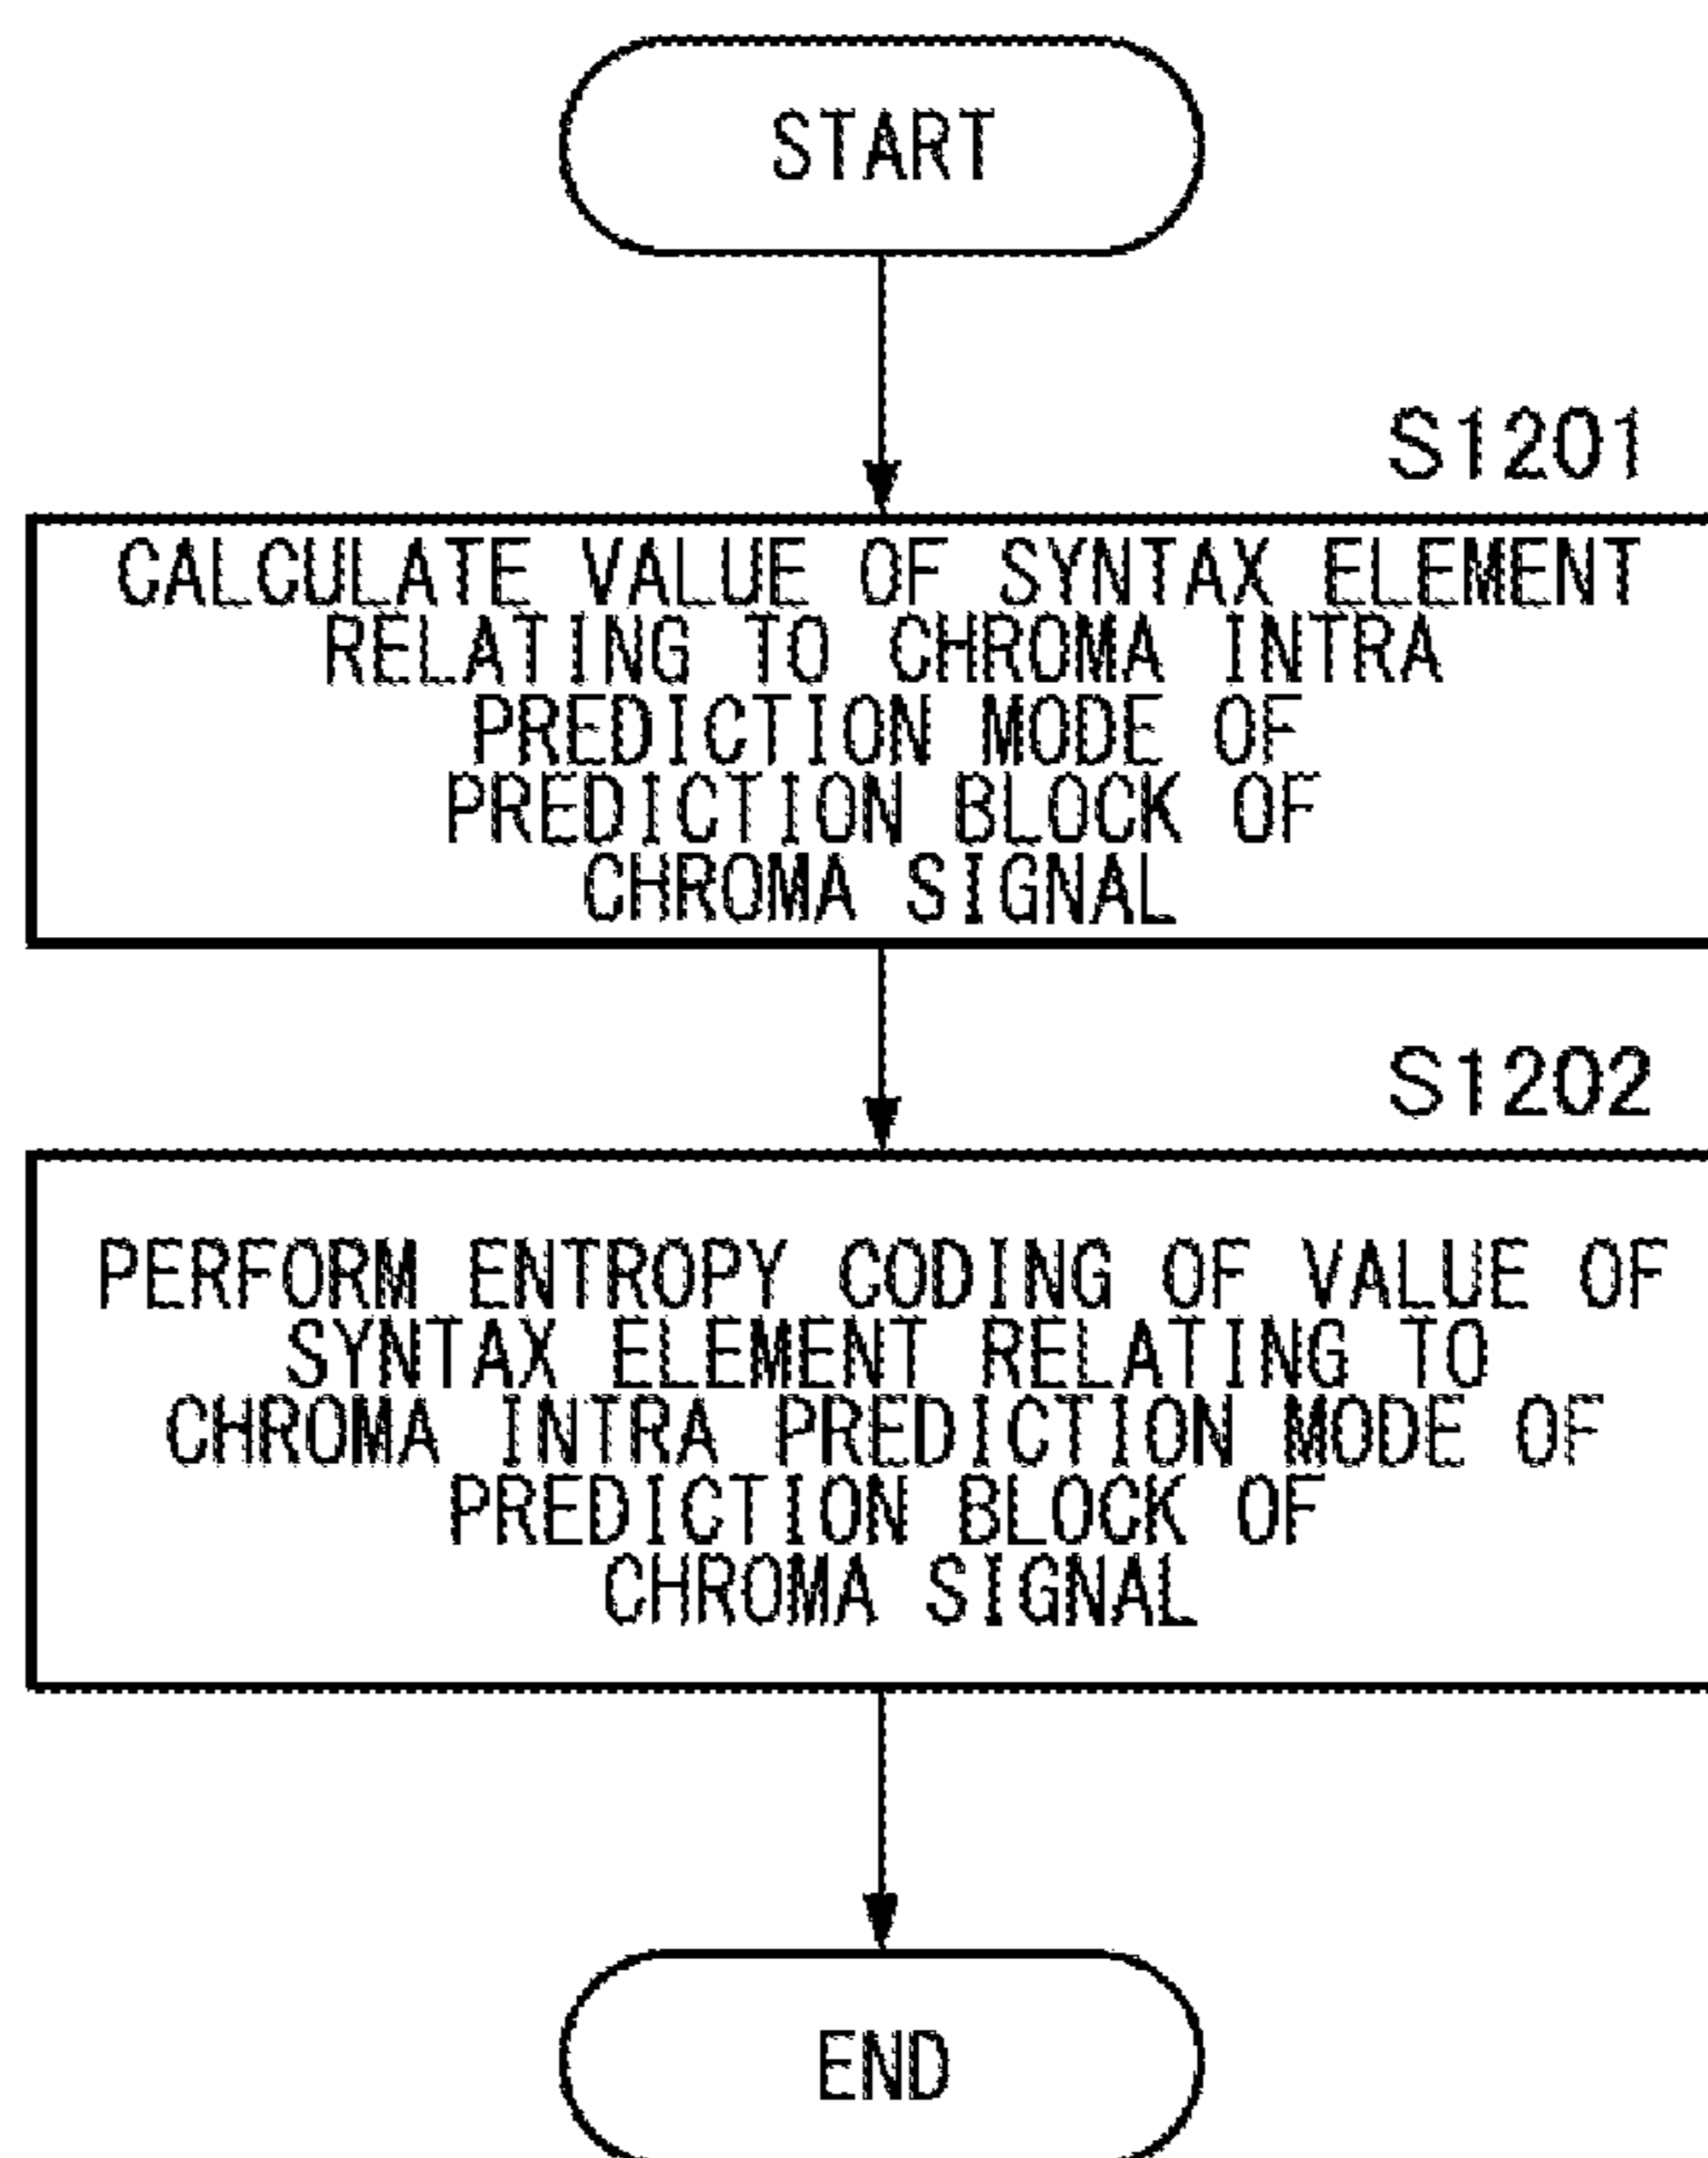 START
S1201
CALCULATE VALUE OF SYNTAX ELEMENT
RELATING TO CHROMA INTRA
PREDICTION MODE OF
PREDICTION BLOCK OF
CHROMA SIGNAL
S1202
PERFORM ENTROPY CODING OF VALUE OF
SYNTAX ELEMENT RELATING TO
CHROMA INTRA PREDICTION MODE OF
PREDICTION BLOCK OF
CHROMA SIGNAL
END